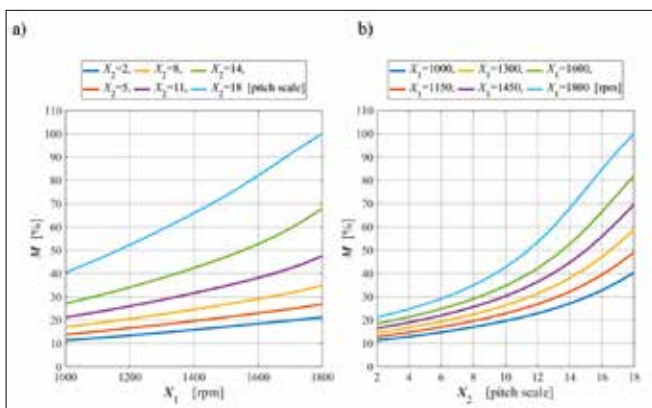 a)
X₂=2, X₂=8, X₂=14,
X₂=5, X₂=11, X₂=18 [pitch scale]
110
100
90
80
70
60
50
40
30
20
10
0
M [%]
1000 1200 1400 1600 1800
X₁ [rpm]
b)
X₁=1000, X₁=1300, X₁=1600,
X₁=1150, X₁=1450, X₁=1800 [rpm]
110
100
90
80
70
60
50
40
30
20
10
0
M [%]
2 4 6 8 10 12 14 16 18
X₂ [pitch scale]